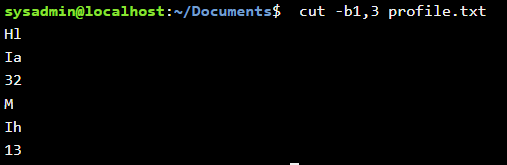 sysadmin@localhost:~/Documents$  cut -b1,3 profile.txt
Hl
Ia
32
M
Ih
13